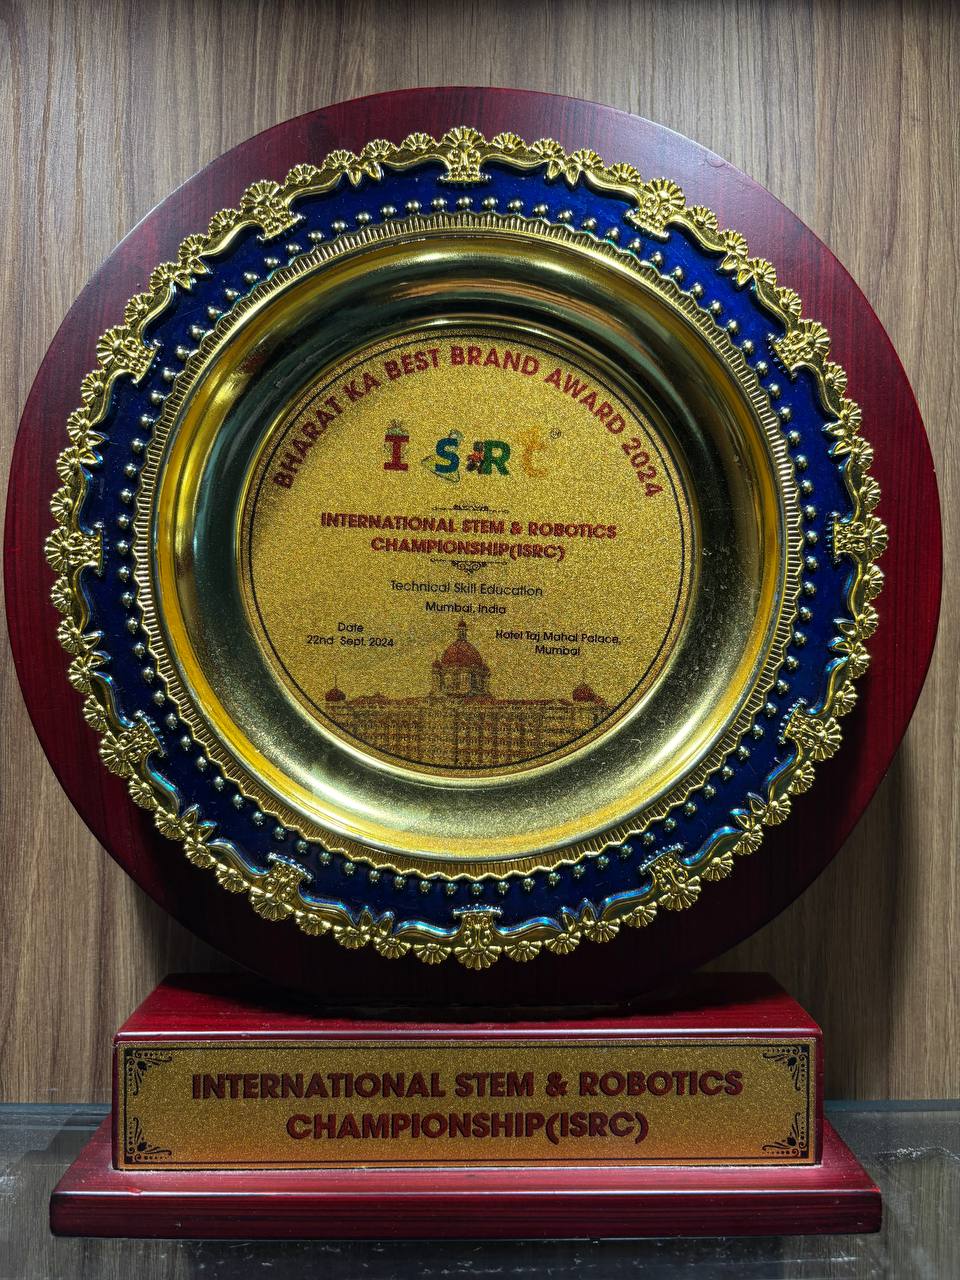 BHARAT KA BEST BRAND AWARD 2024
ISRC
INTERNATIONAL STEM & ROBOTICS
CHAMPIONSHIP(ISRC)
Technical Skill Education
Mumbai, India
Date
22nd Sept. 2024
Hotel Taj Mahal Palace,
Mumbai
INTERNATIONAL STEM & ROBOTICS
CHAMPIONSHIP(ISRC)